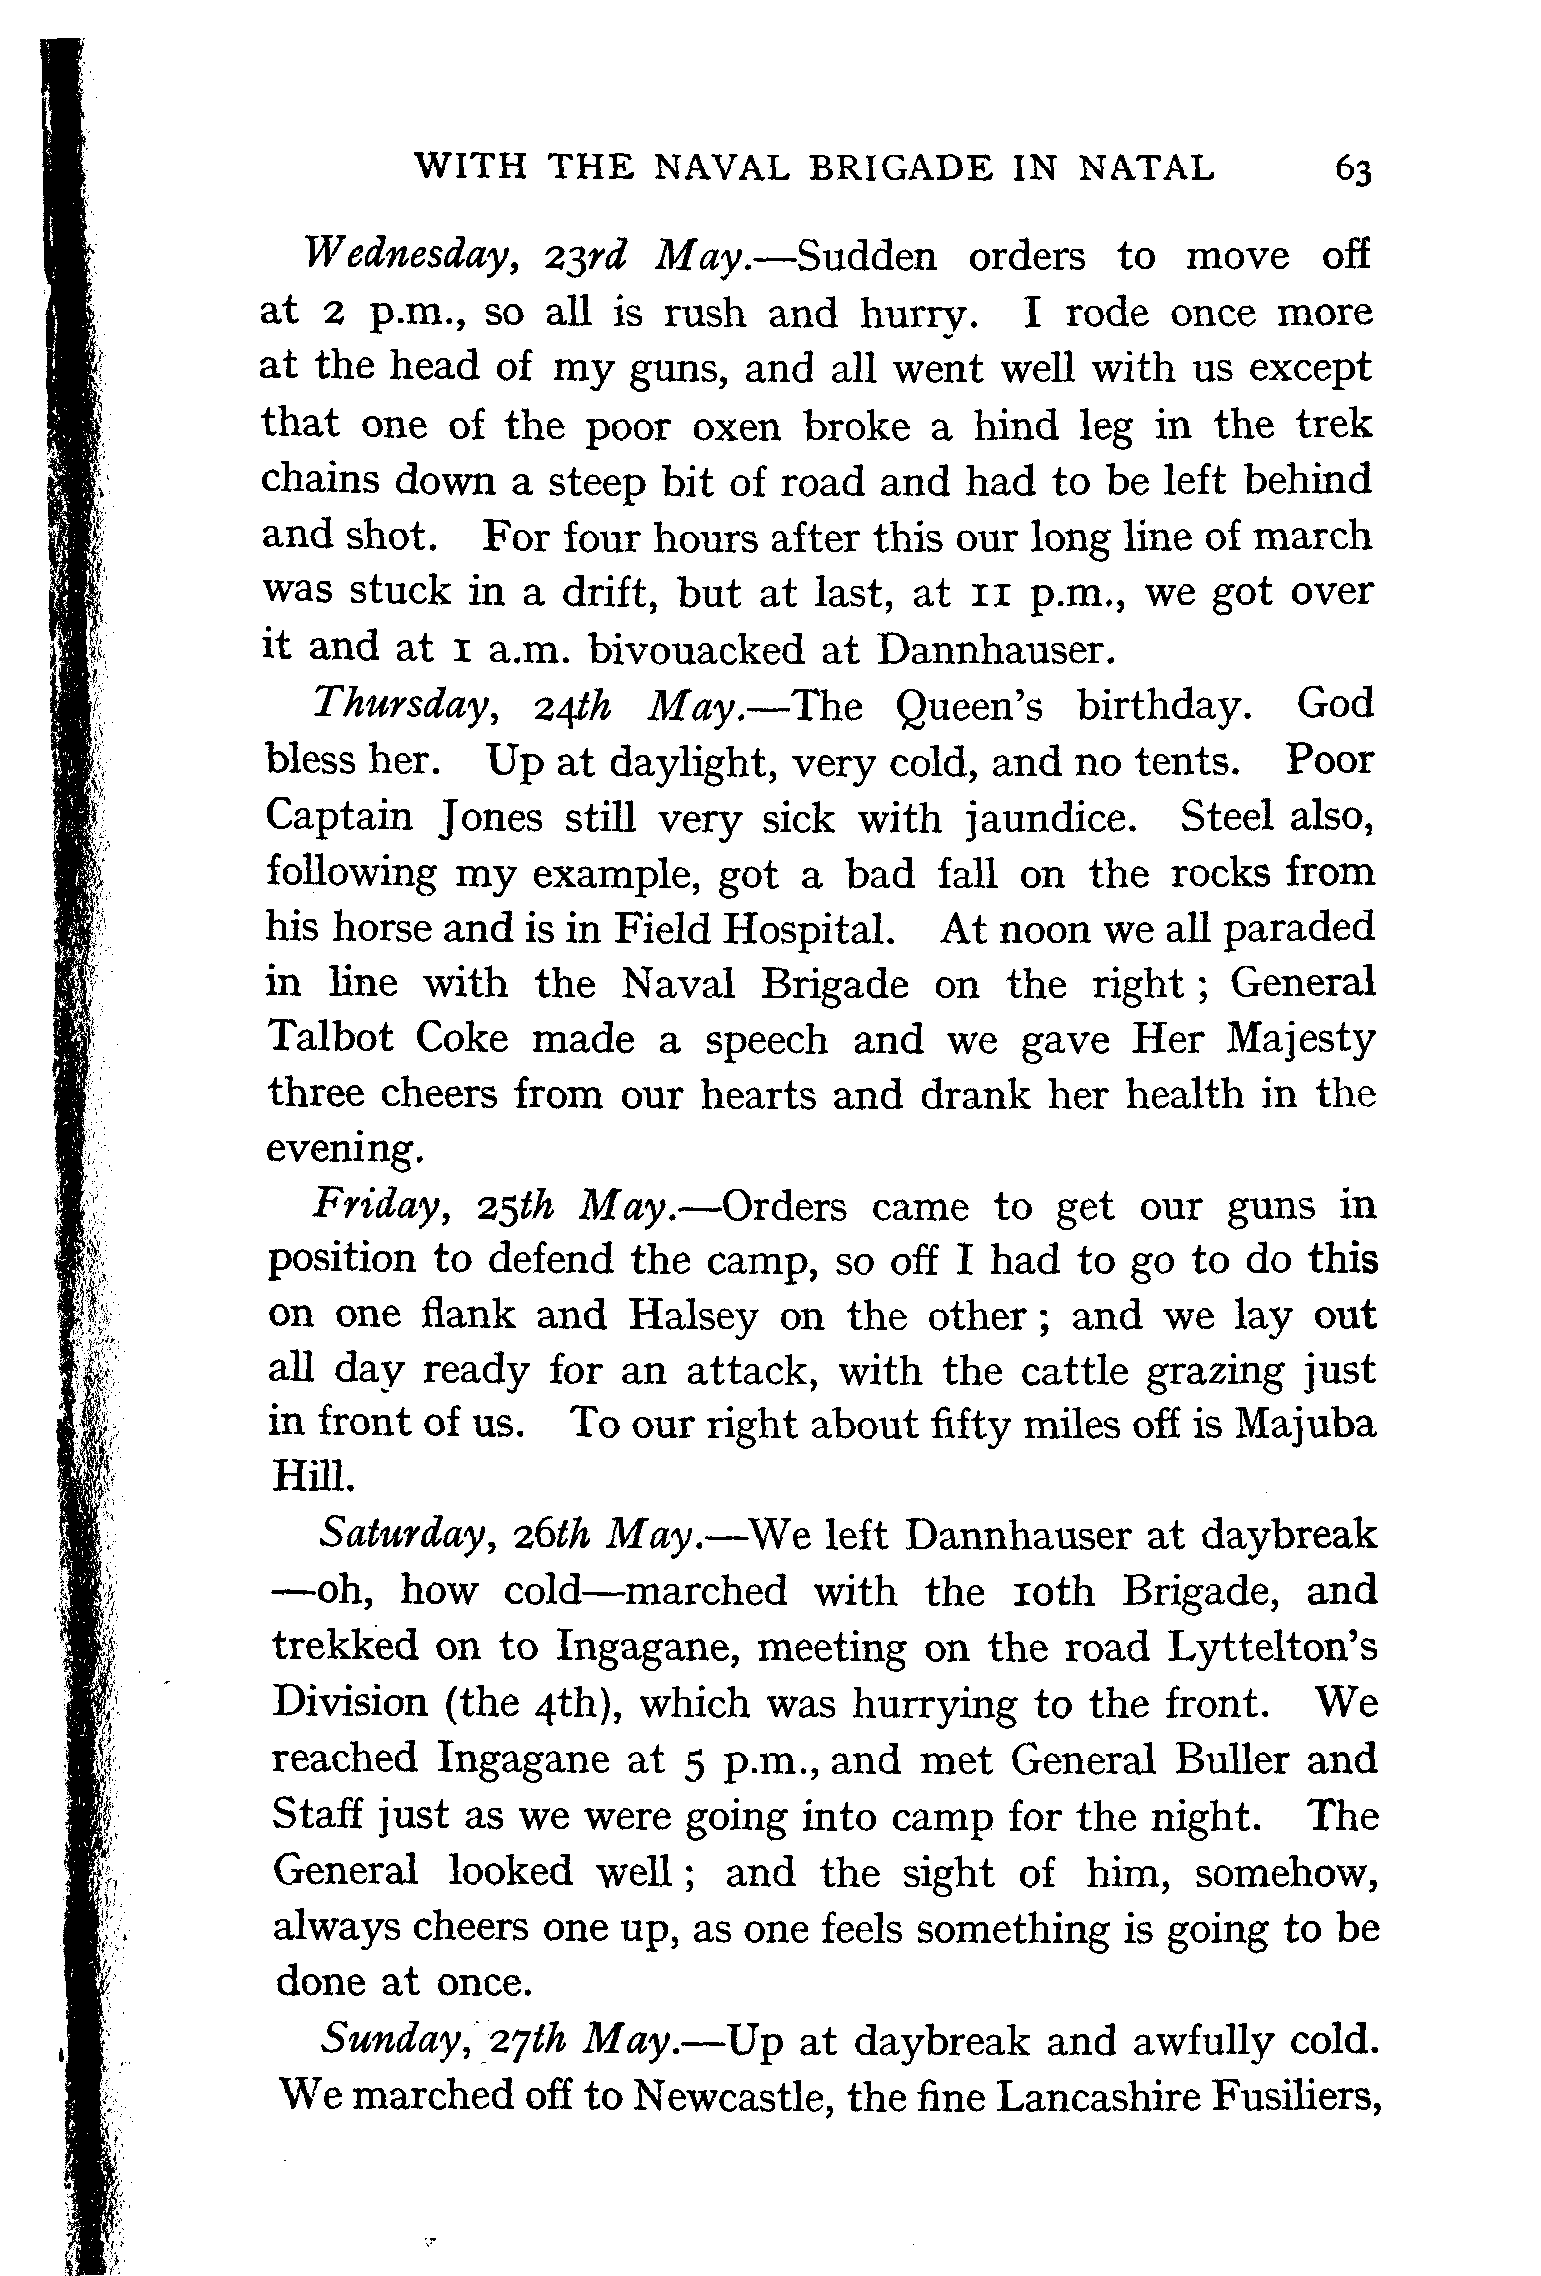 WITH THE NAVAL BRIGADE IN NATAL 63
Wednesday, 23rd May.—Sudden orders to move off
at 2 p.m., so all is rush and hurry. I rode once more
at the head of my guns, and all went well with us except
that one of the poor oxen broke a hind leg in the trek
chains down a steep bit of road and had to be left behind
and shot. For four hours after this our long line of march
was stuck in a drift, but at last, at 11 p.m., we got over
it and at 1 a.m. bivouacked at Dannhauser.
Thursday, 24th May.—The Queen's birthday. God
bless her. Up at daylight, very cold, and no tents. Poor
Captain Jones still very sick with jaundice. Steel also,
following my example, got a bad fall on the rocks from
his horse and is in Field Hospital. At noon we all paraded
in line with the Naval Brigade on the right; General
Talbot Coke made a speech and we gave Her Majesty
three cheers from our hearts and drank her health in the
evening.
Friday, 25th May.—Orders came to get our guns in
position to defend the camp, so off I had to go to do this
on one flank and Halsey on the other; and we lay out
all day ready for an attack, with the cattle grazing just
in front of us. To our right about fifty miles off is Majuba
Hill.
Saturday, 26th May.—We left Dannhauser at daybreak
—oh, how cold—marched with the 10th Brigade, and
trekked on to Ingagane, meeting on the road Lyttelton's
Division (the 4th), which was hurrying to the front. We
reached Ingagane at 5 p.m., and met General Buller and
Staff just as we were going into camp for the night. The
General looked well; and the sight of him, somehow,
always cheers one up, as one feels something is going to be
done at once.
Sunday, 27th May.—Up at daybreak and awfully cold.
We marched off to Newcastle, the fine Lancashire Fusiliers,